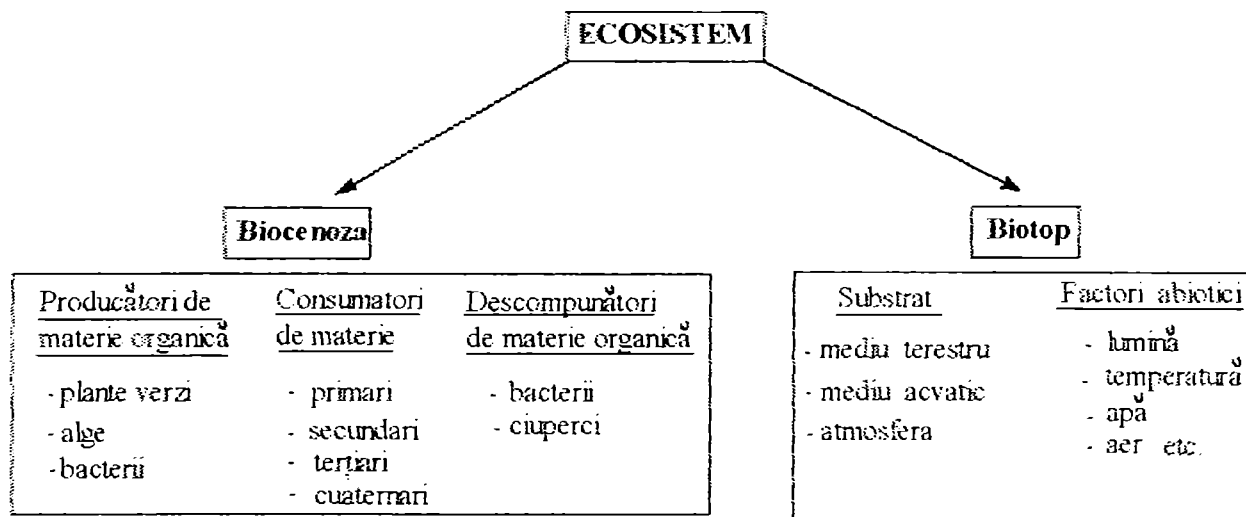 ECOSISTEM
Biocenoza
Producători de
materie organică
- plante verzi
- alge
- bacterii
Consumatori
de materie
- primari
- secundari
- terțiari
- cuaternari
Descompunători
de materie organică
- bacterii
- ciuperci
Biotop
Substrat
- mediu terestru
- mediu acvatic
- atmosfera
Factori abiotici
- lumină
- temperatură
- apă
- aer etc.